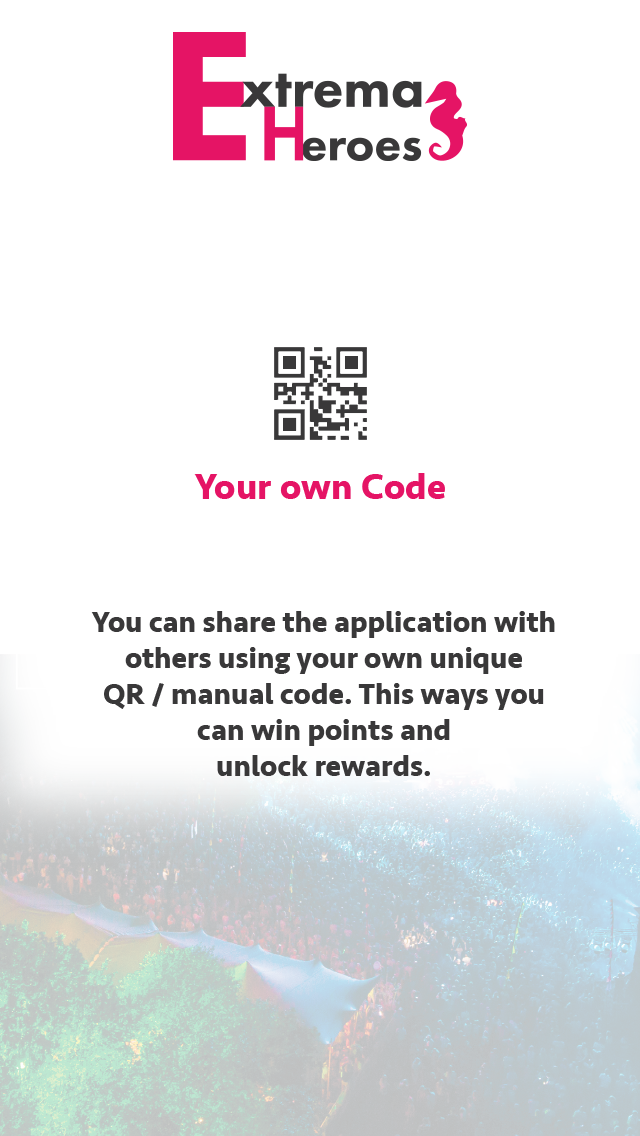 Extrema
Heroes
Your own Code
You can share the application with
others using your own unique
QR / manual code. This ways you
can win points and
unlock rewards.